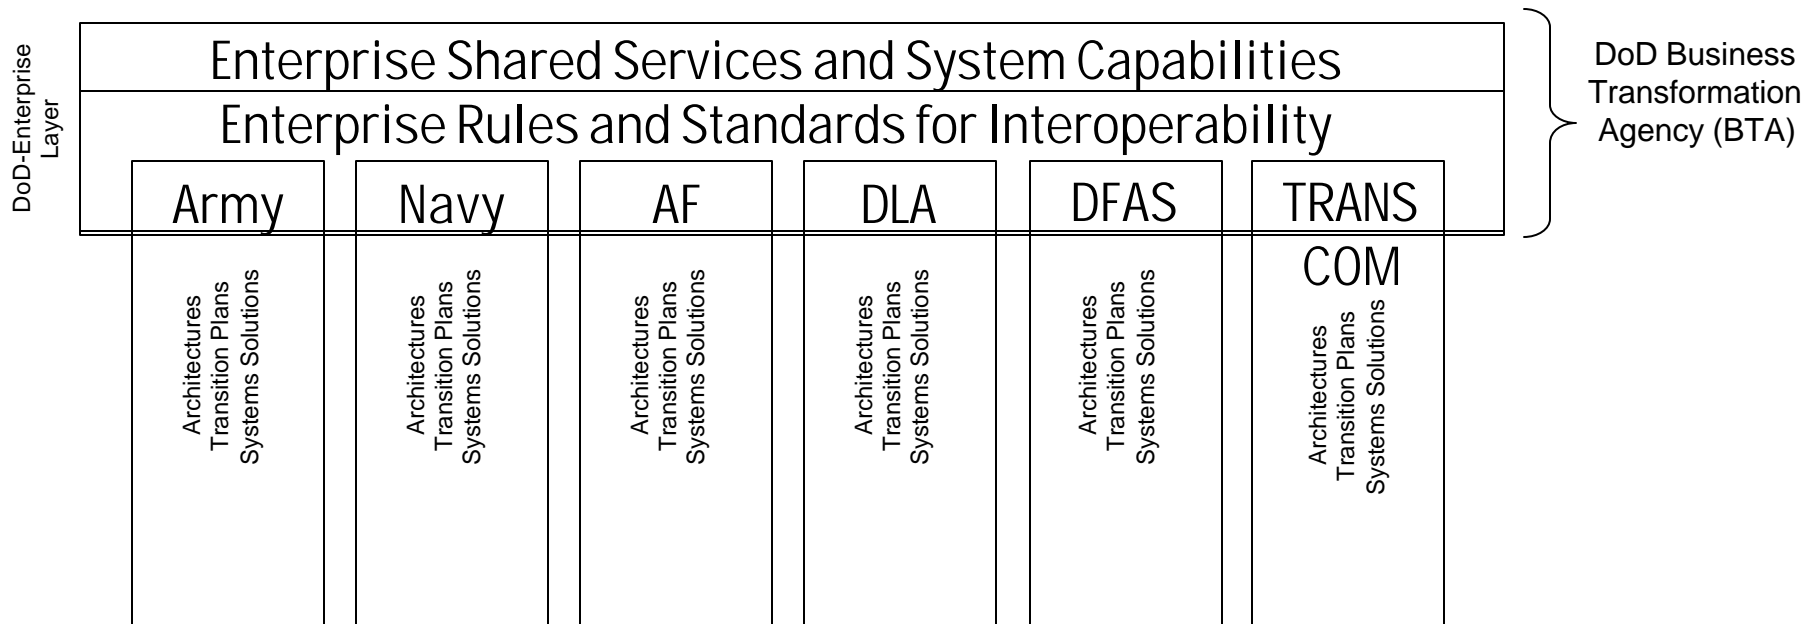 DoD-Enterprise
Layer
Enterprise Shared Services and System Capabilities
Enterprise Rules and Standards for Interoperability
DoD Business
Transformation
Agency (BTA)
Army
Architectures
Transition Plans
Systems Solutions
Navy
Architectures
Transition Plans
Systems Solutions
AF
Architectures
Transition Plans
Systems Solutions
DLA
Architectures
Transition Plans
Systems Solutions
DFAS
Architectures
Transition Plans
Systems Solutions
TRANS
COM
Architectures
Transition Plans
Systems Solutions